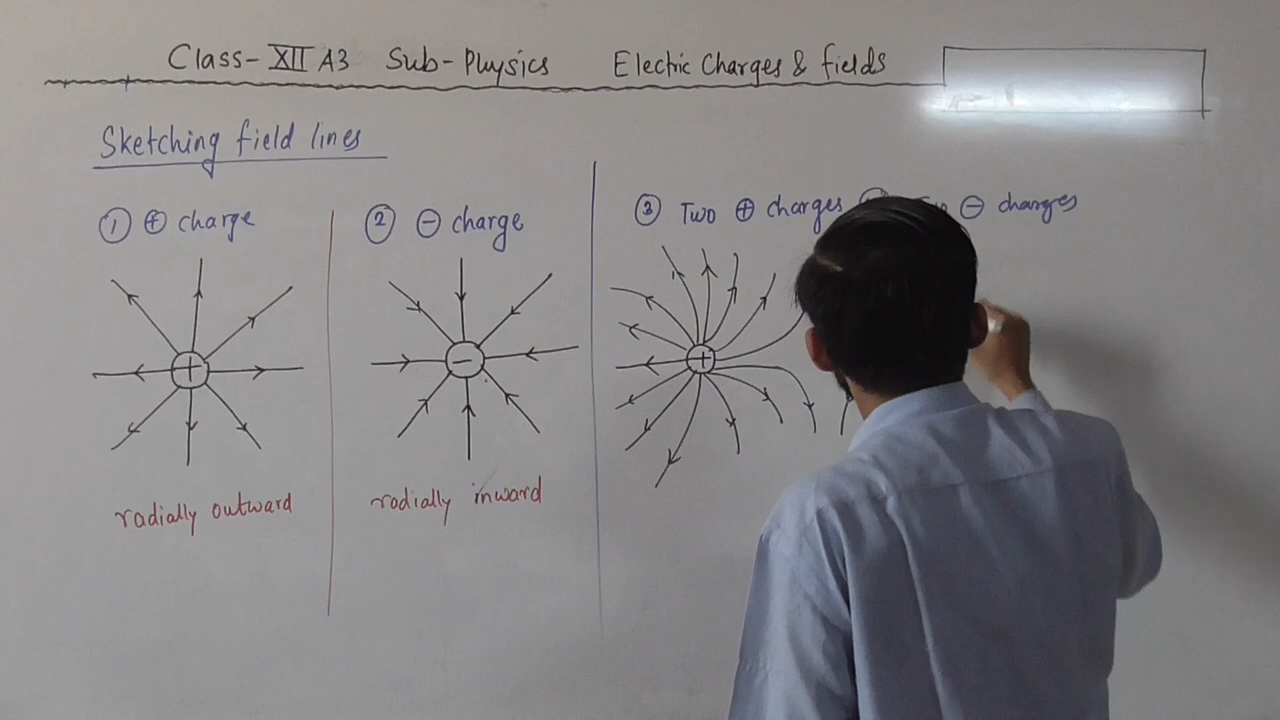 Class-XII A3 Sub-Physics Electric Charges & fields
Sketching field lines
① ⊕ charge
② ⊖ charge
③ Two ⊕ charges
⊖ charges
+
−
+
radially outward
radially inward